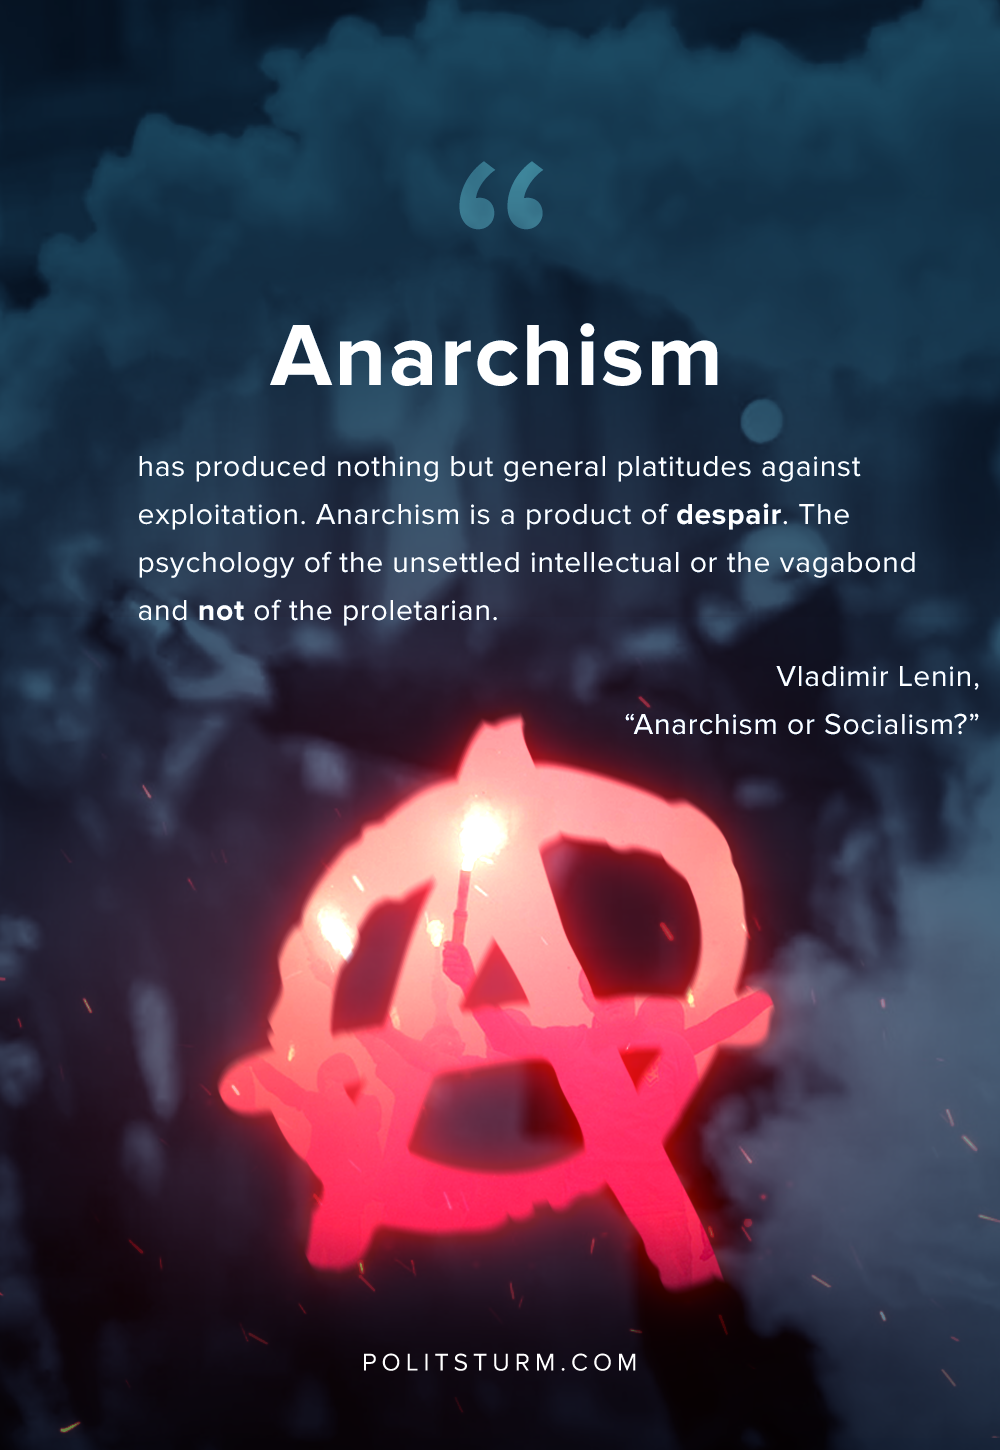 “
Anarchism
has produced nothing but general platitudes against
exploitation. Anarchism is a product of despair. The
psychology of the unsettled intellectual or the vagabond
and not of the proletarian.
Vladimir Lenin,
“Anarchism or Socialism?”
POLITSTURM.COM